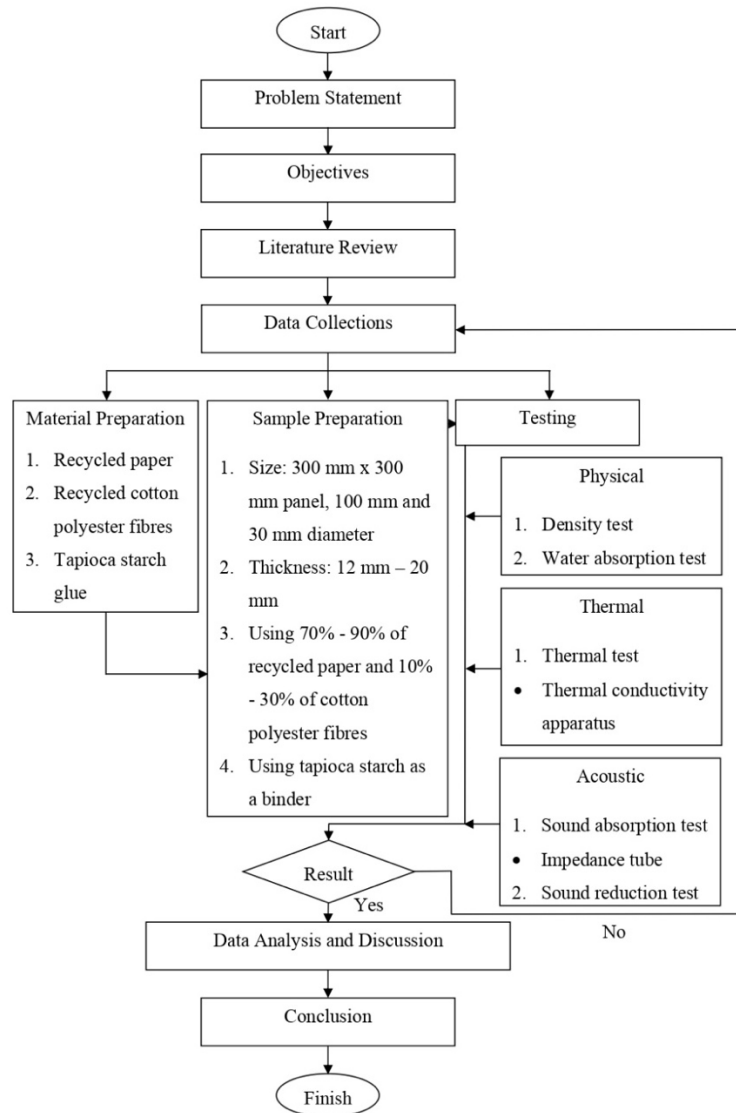 Start
Problem Statement
Objectives
Literature Review
Data Collections
Material Preparation
1. Recycled paper
2. Recycled cotton
polyester fibres
3. Tapioca starch
glue
Sample Preparation
1. Size: 300 mm x 300
mm panel, 100 mm and
30 mm diameter
2. Thickness: 12 mm – 20
mm
3. Using 70% - 90% of
recycled paper and 10%
- 30% of cotton
polyester fibres
4. Using tapioca starch as
a binder
Testing
Physical
1. Density test
2. Water absorption test
Thermal
1. Thermal test
• Thermal conductivity
apparatus
Acoustic
1. Sound absorption test
• Impedance tube
2. Sound reduction test
Result
Yes
No
Data Analysis and Discussion
Conclusion
Finish